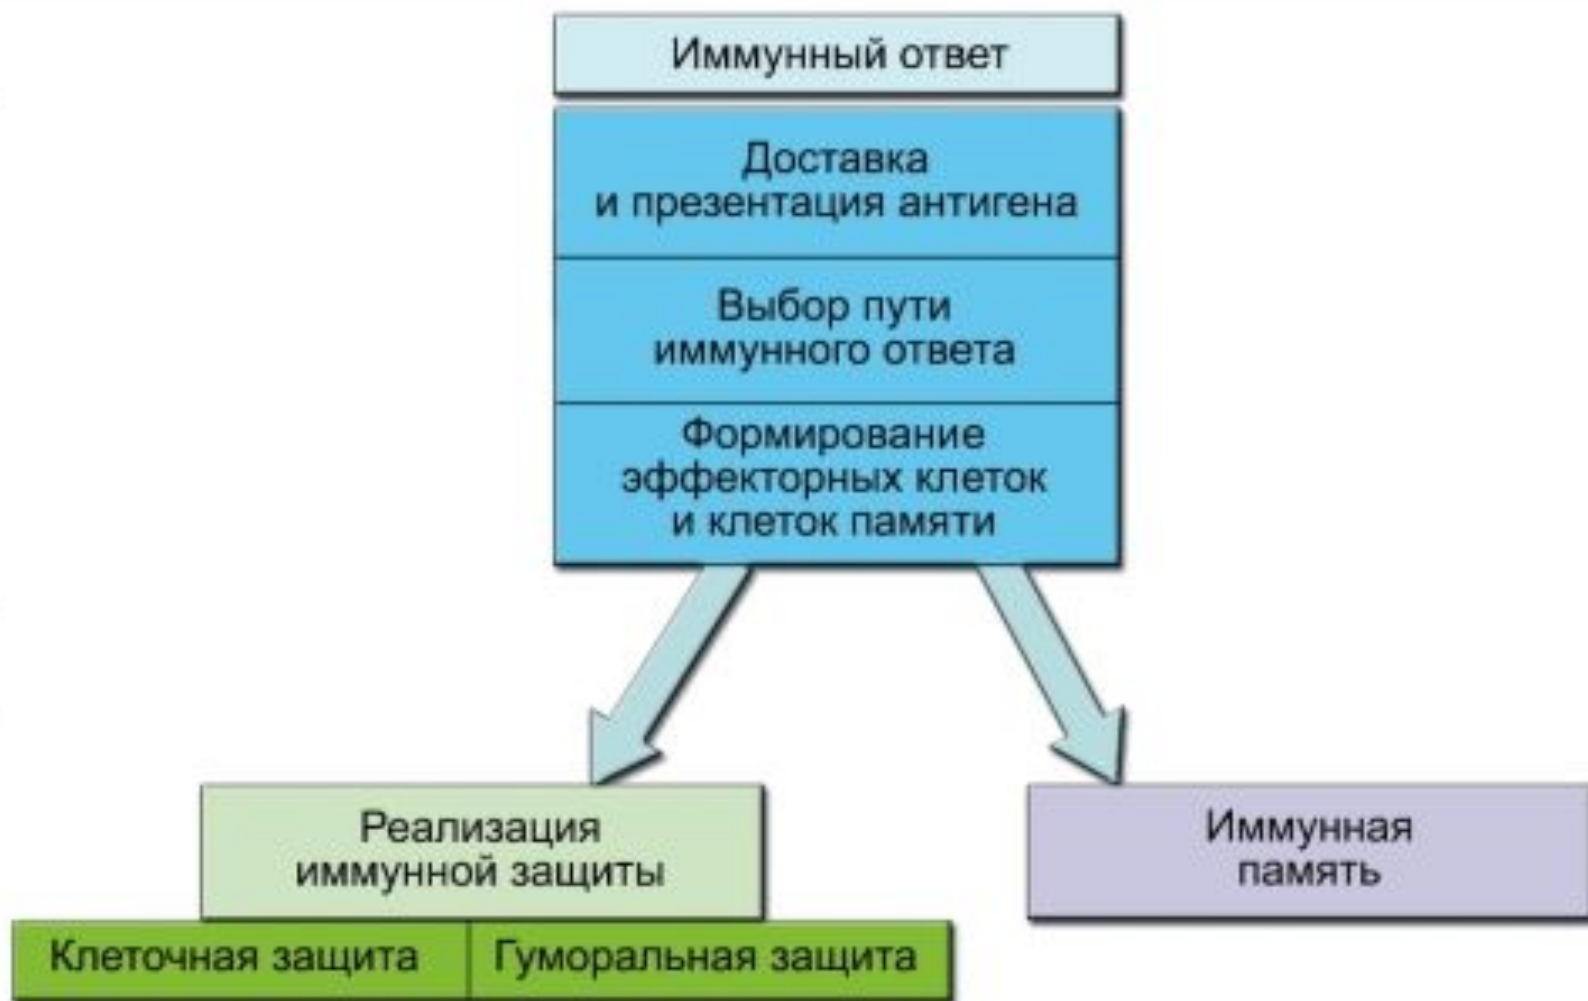 Иммунный ответ
Доставка
и презентация антигена
Выбор пути
иммунного ответа
Формирование
эффекторных клеток
и клеток памяти
Реализация
иммунной защиты
Иммунная
память
Клеточная защита
Гуморальная защита